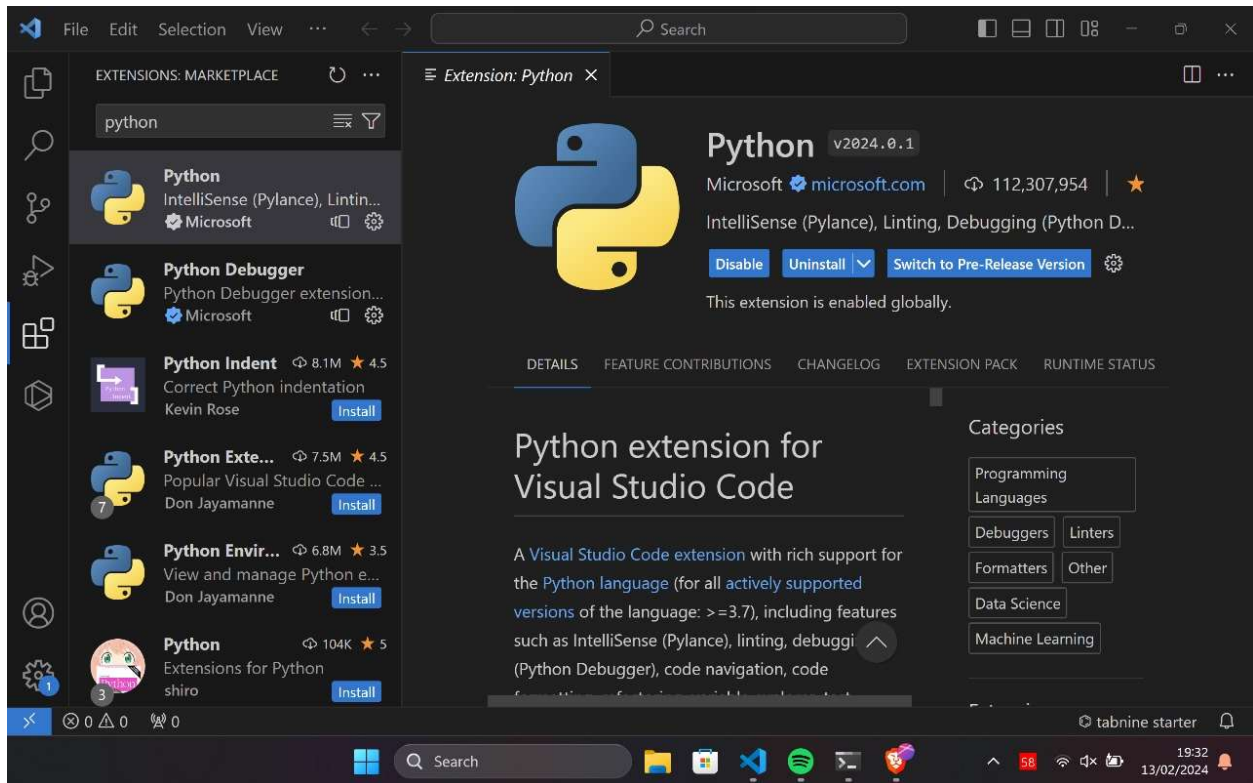 File Edit Selection View ··· Search
EXTENSIONS: MARKETPLACE
python
Python
IntelliSense (Pylance), Lintin...
Microsoft
Python Debugger
Python Debugger extension...
Microsoft
Python Indent 8.1M 4.5
Correct Python indentation
Kevin Rose Install
Python Exte... 7.5M 4.5
Popular Visual Studio Code ...
Don Jayamanne Install
7
Python Envir... 6.8M 3.5
View and manage Python e...
Don Jayamanne Install
Python 104K 5
Extensions for Python
shiro Install
3
1
Extension: Python
Python v2024.0.1
Microsoft microsoft.com 112,307,954
IntelliSense (Pylance), Linting, Debugging (Python D...
Disable Uninstall Switch to Pre-Release Version
This extension is enabled globally.
DETAILS FEATURE CONTRIBUTIONS CHANGELOG EXTENSION PACK RUNTIME STATUS
Python extension for
Visual Studio Code
A Visual Studio Code extension with rich support for
the Python language (for all actively supported
versions of the language: >=3.7), including features
such as IntelliSense (Pylance), linting, debuggi
(Python Debugger), code navigation, code
Categories
Programming
Languages
Debuggers Linters
Formatters Other
Data Science
Machine Learning
0 0 0 tabnine starter
Search 58 19:32
13/02/2024